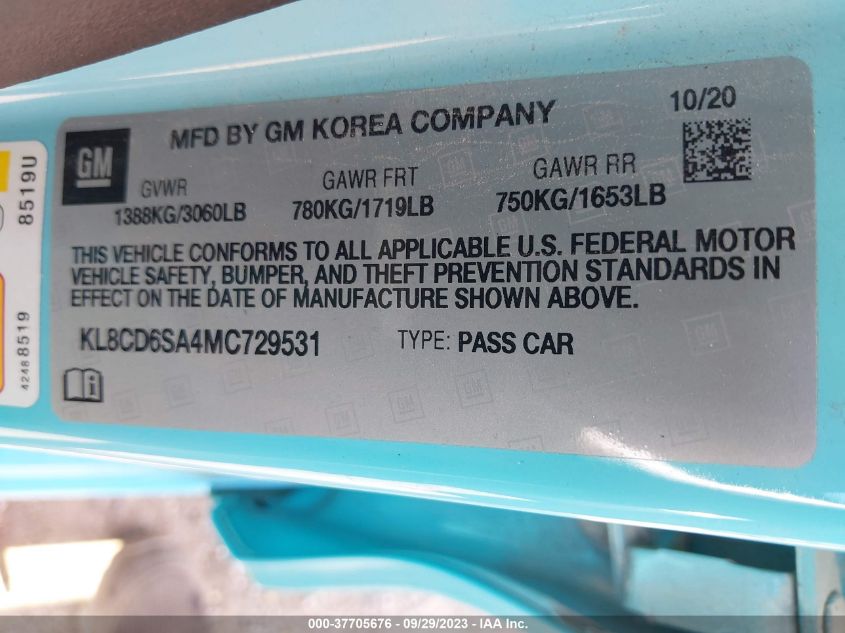 MFD BY GM KOREA COMPANY
10/20
GM
GVWR
GAWR FRT
GAWR RR
1388KG/3060LB
780KG/1719LB
750KG/1653LB
THIS VEHICLE CONFORMS TO ALL APPLICABLE U.S. FEDERAL MOTOR
VEHICLE SAFETY, BUMPER, AND THEFT PREVENTION STANDARDS IN
EFFECT ON THE DATE OF MANUFACTURE SHOWN ABOVE.
KL8CD6SA4MC729531
TYPE: PASS CAR
8519U
42488519
000-37705676 / 09/29/2023 - IAA Inc.